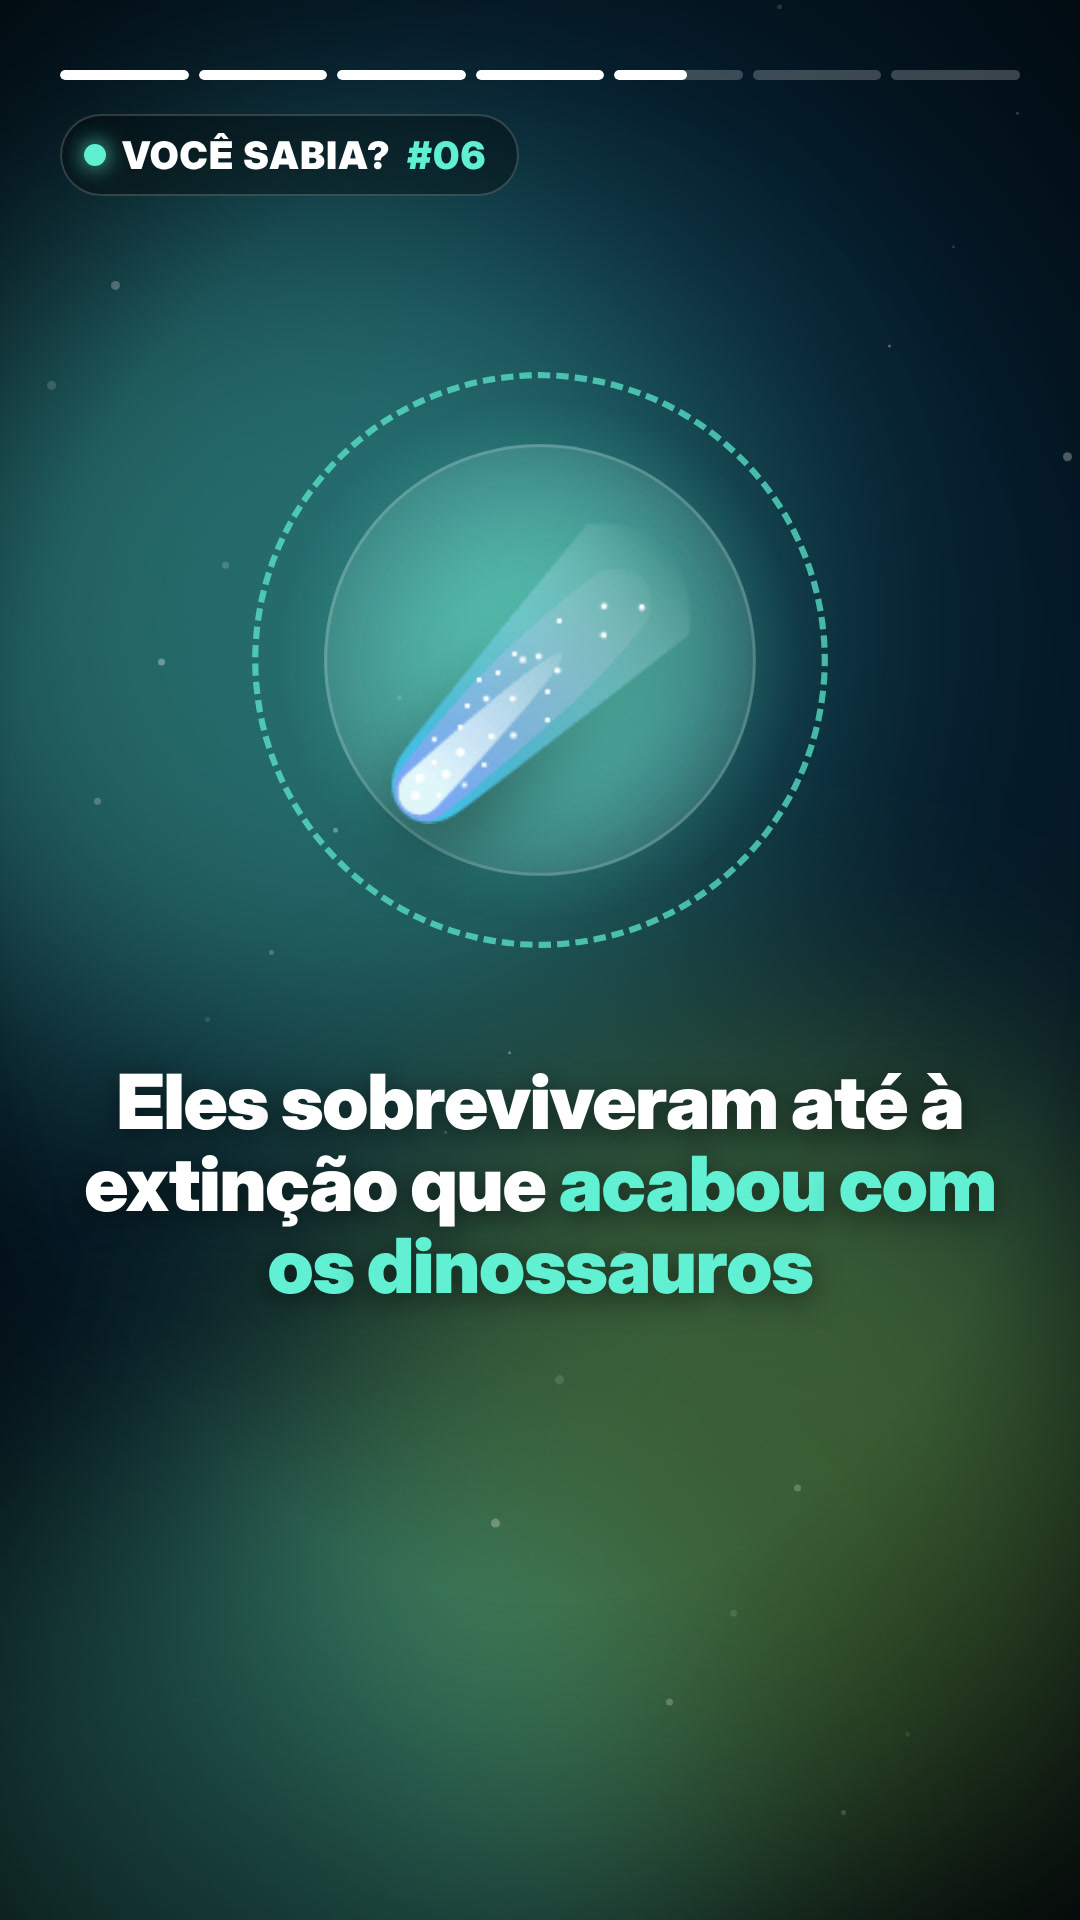 VOCÊ SABIA? #06
Eles sobreviveram até à
extinção que acabou com
os dinossauros